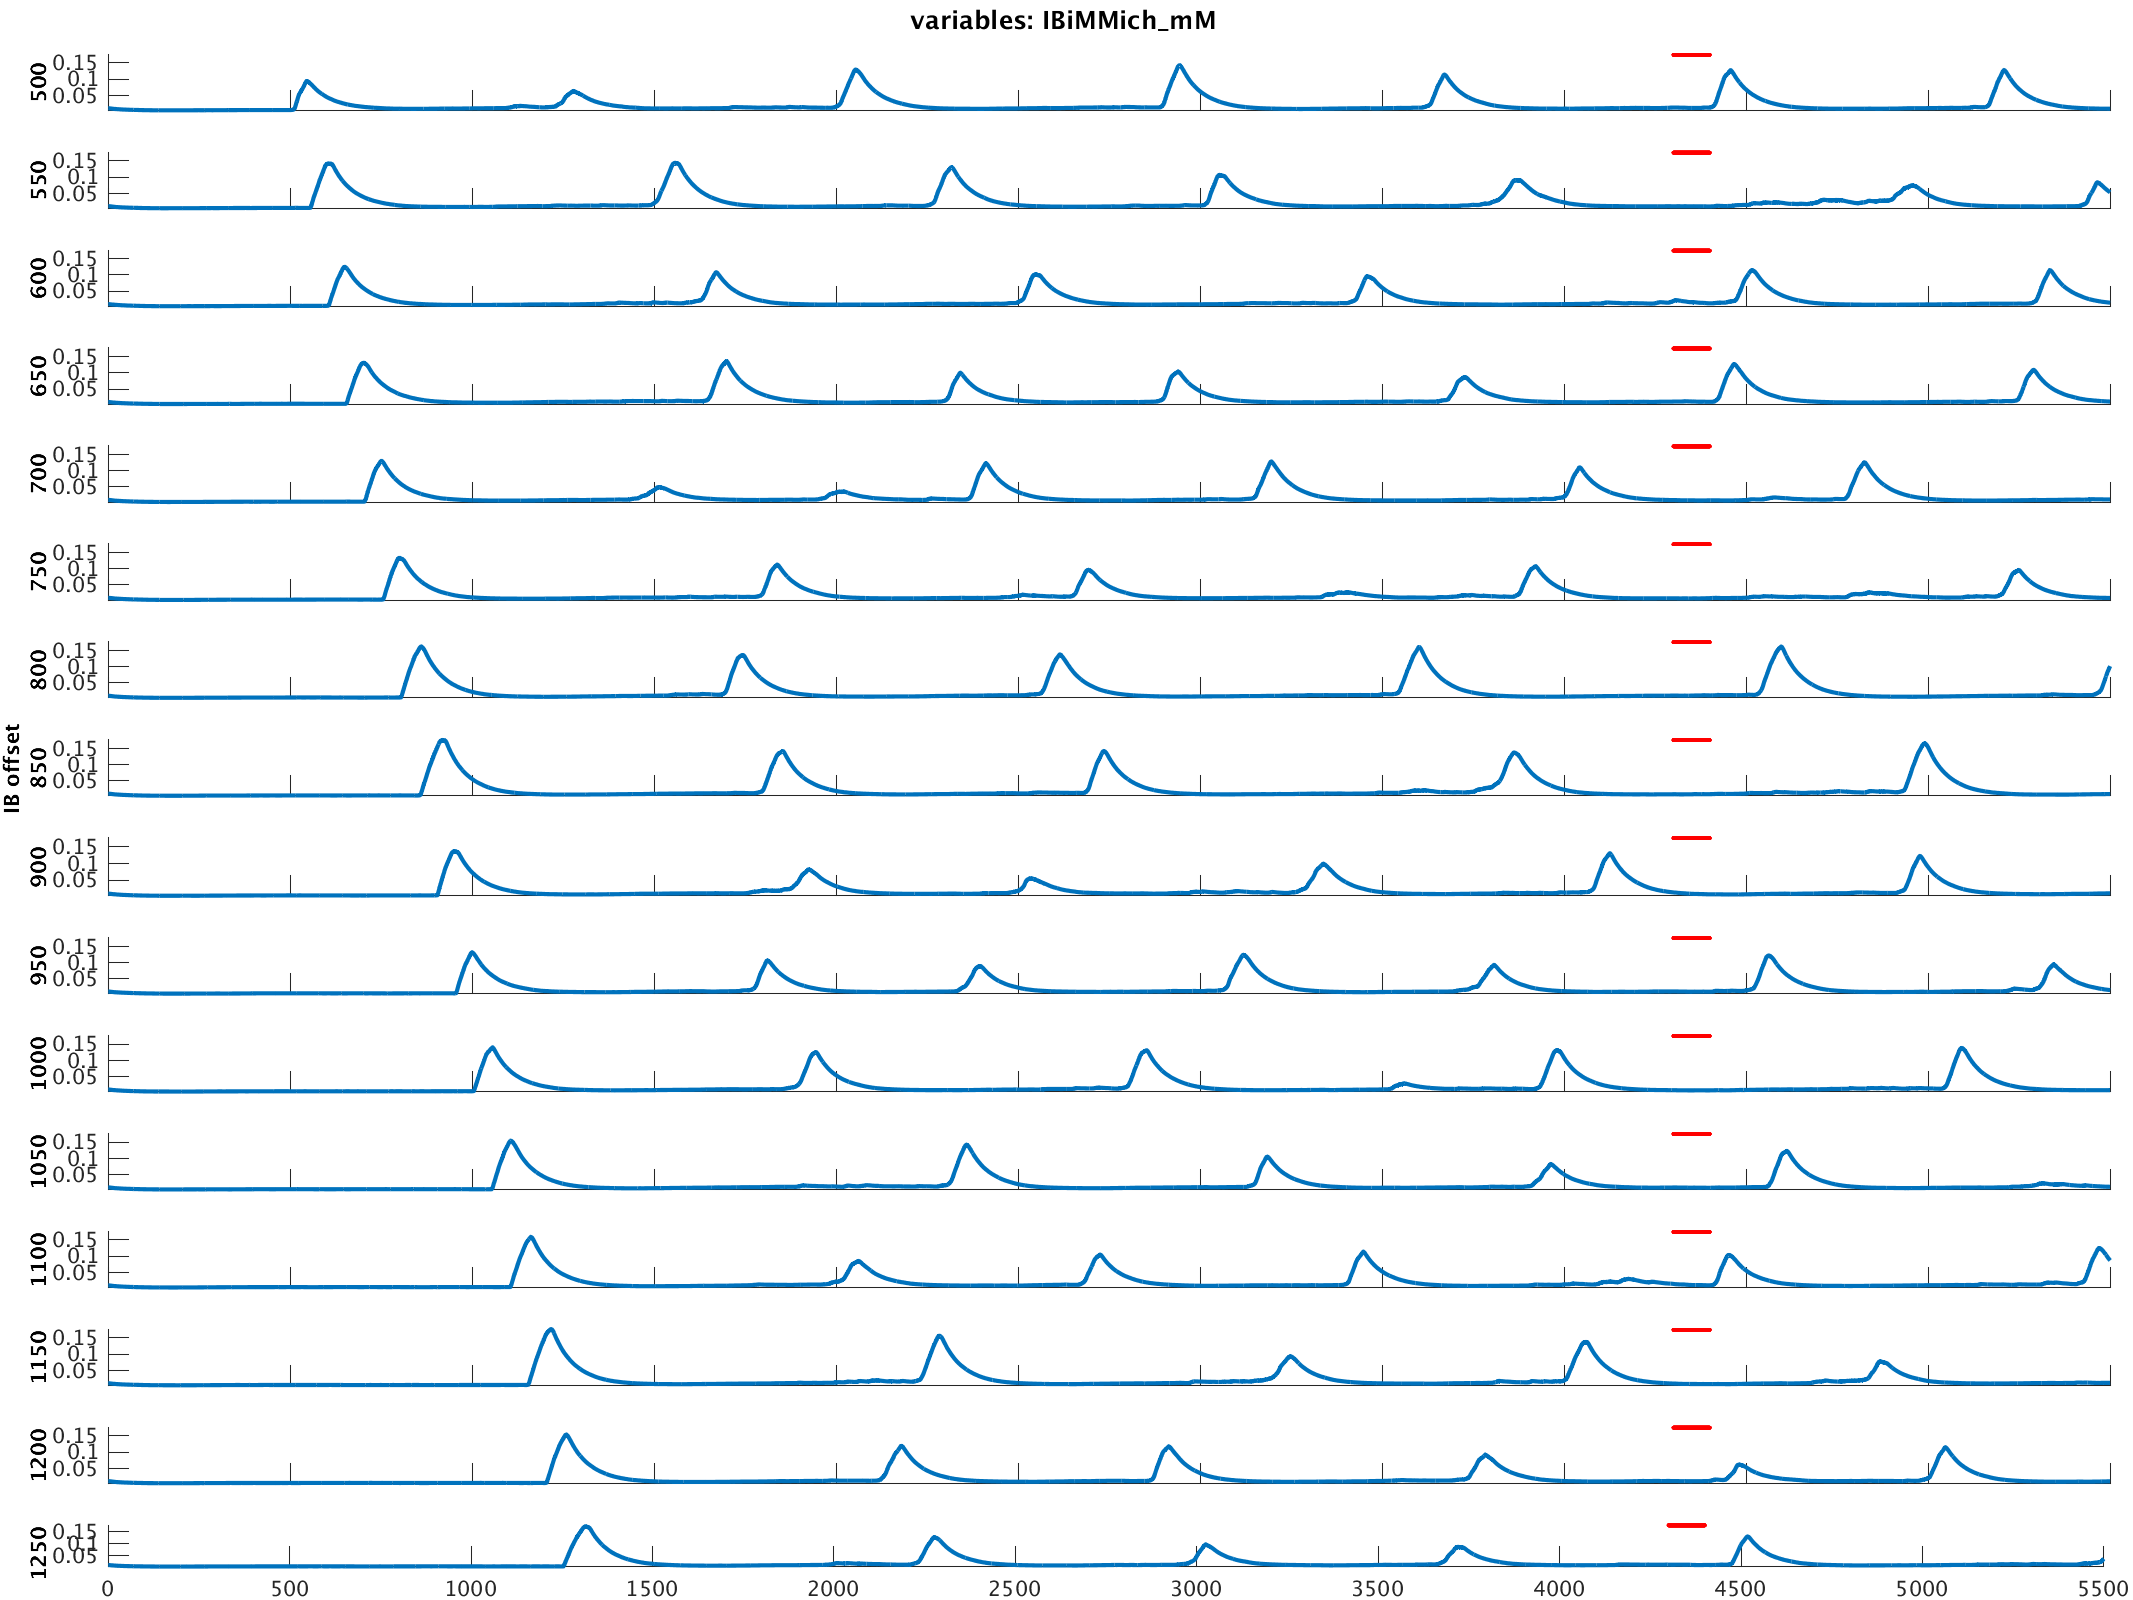 variables: IBiMMich_mM
IB offset
500 0.15 0.1 0.05
550 0.15 0.1 0.05
600 0.15 0.1 0.05
650 0.15 0.1 0.05
700 0.15 0.1 0.05
750 0.15 0.1 0.05
800 0.15 0.1 0.05
850 0.15 0.1 0.05
900 0.15 0.1 0.05
950 0.15 0.1 0.05
1000 0.15 0.1 0.05
1050 0.15 0.1 0.05
1100 0.15 0.1 0.05
1150 0.15 0.1 0.05
1200 0.15 0.1 0.05
1250 0.15 0.1 0.05
0 500 1000 1500 2000 2500 3000 3500 4000 4500 5000 5500